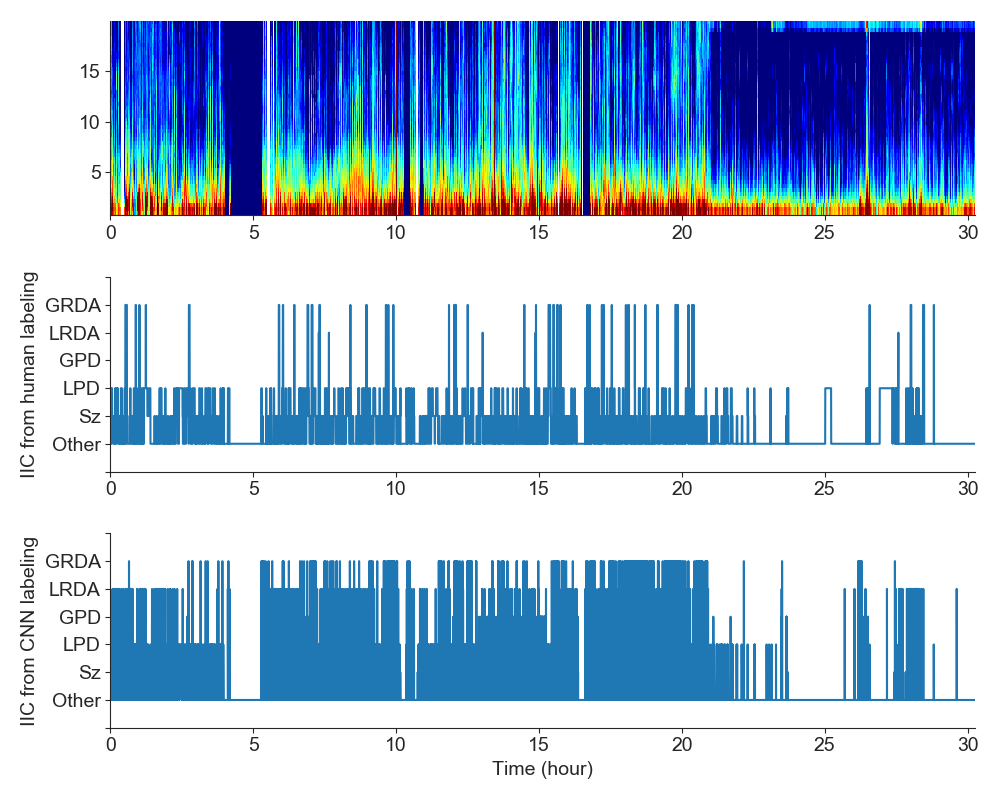 15
10
5
0 5 10 15 20 25 30
IIC from human labeling
GRDA
LRDA
GPD
LPD
Sz
Other
0 5 10 15 20 25 30
IIC from CNN labeling
GRDA
LRDA
GPD
LPD
Sz
Other
0 5 10 15 20 25 30
Time (hour)